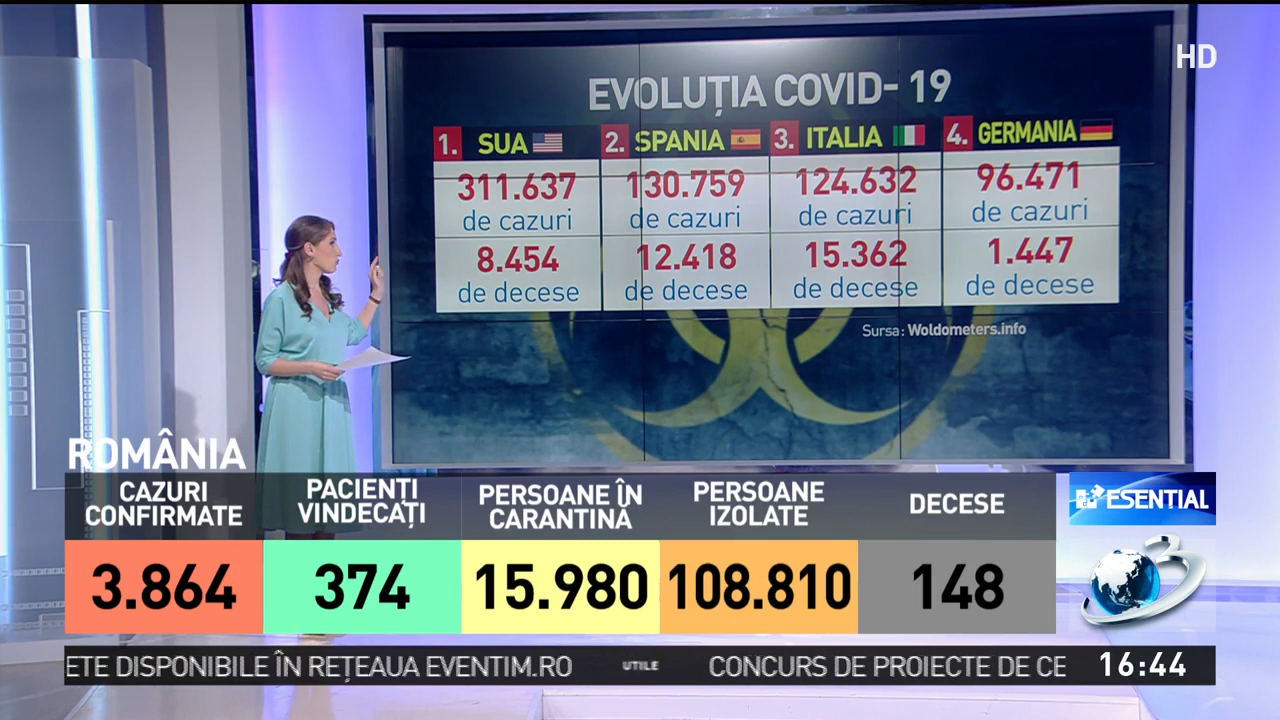 HD
EVOLUȚIA COVID- 19
1. SUA
2. SPANIA
3. ITALIA
4. GERMANIA
311.637
de cazuri
130.759
de cazuri
124.632
de cazuri
96.471
de cazuri
8.454
de decese
12.418
de decese
15.362
de decese
1.447
de decese
Sursa: Woldometers.info
ROMÂNIA
CAZURI
CONFIRMATE
PACIENȚI
VINDECAȚI
PERSOANE ÎN
CARANTINĂ
PERSOANE
IZOLATE
DECESE
3.864
374
15.980
108.810
148
ESENȚIAL
3
ETE DISPONIBILE ÎN REȚEAUA EVENTIM.RO
UTILE
CONCURS DE PROIECTE DE CE
16:44